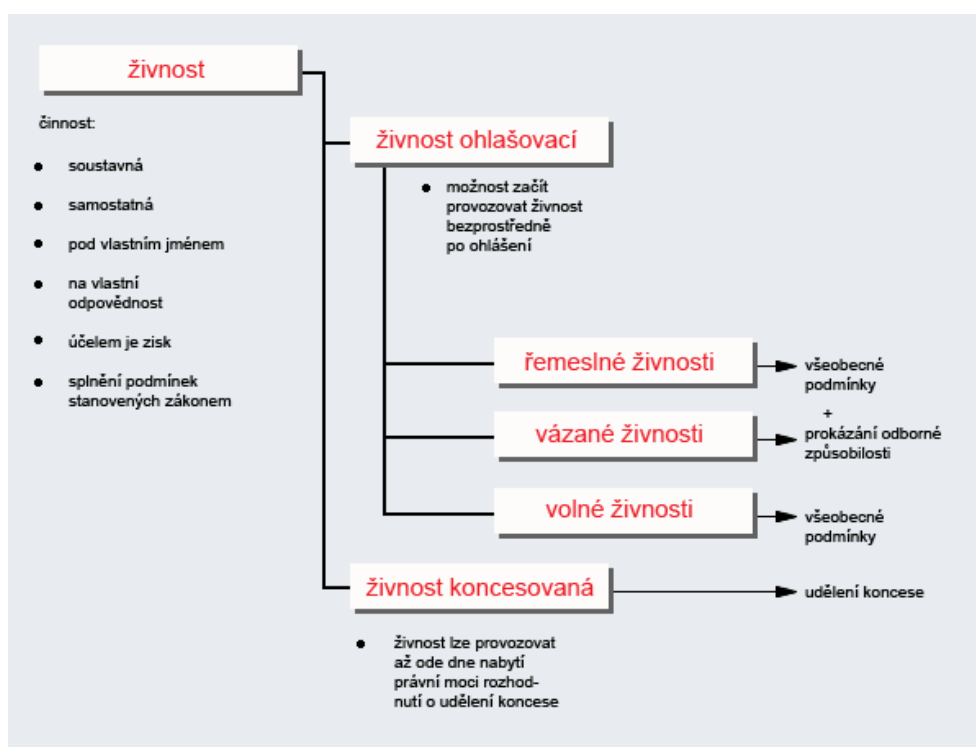 živnost
činnost:
● soustavná
● samostatná
● pod vlastním jménem
● na vlastní
odpovědnost
● účelem je zisk
● splnění podmínek
stanovených zákonem
živnost ohlašovací
● možnost začít
provozovat živnost
bezprostředně
po ohlášení
řemeslné živnosti
všeobecné
podmínky
+
vázané živnosti
prokázání odborné
způsobilosti
volné živnosti
všeobecné
podmínky
živnost koncesovaná
udělení koncese
● živnost lze provozovat
až ode dne nabytí
právní moci rozhod-
nutí o udělení koncese